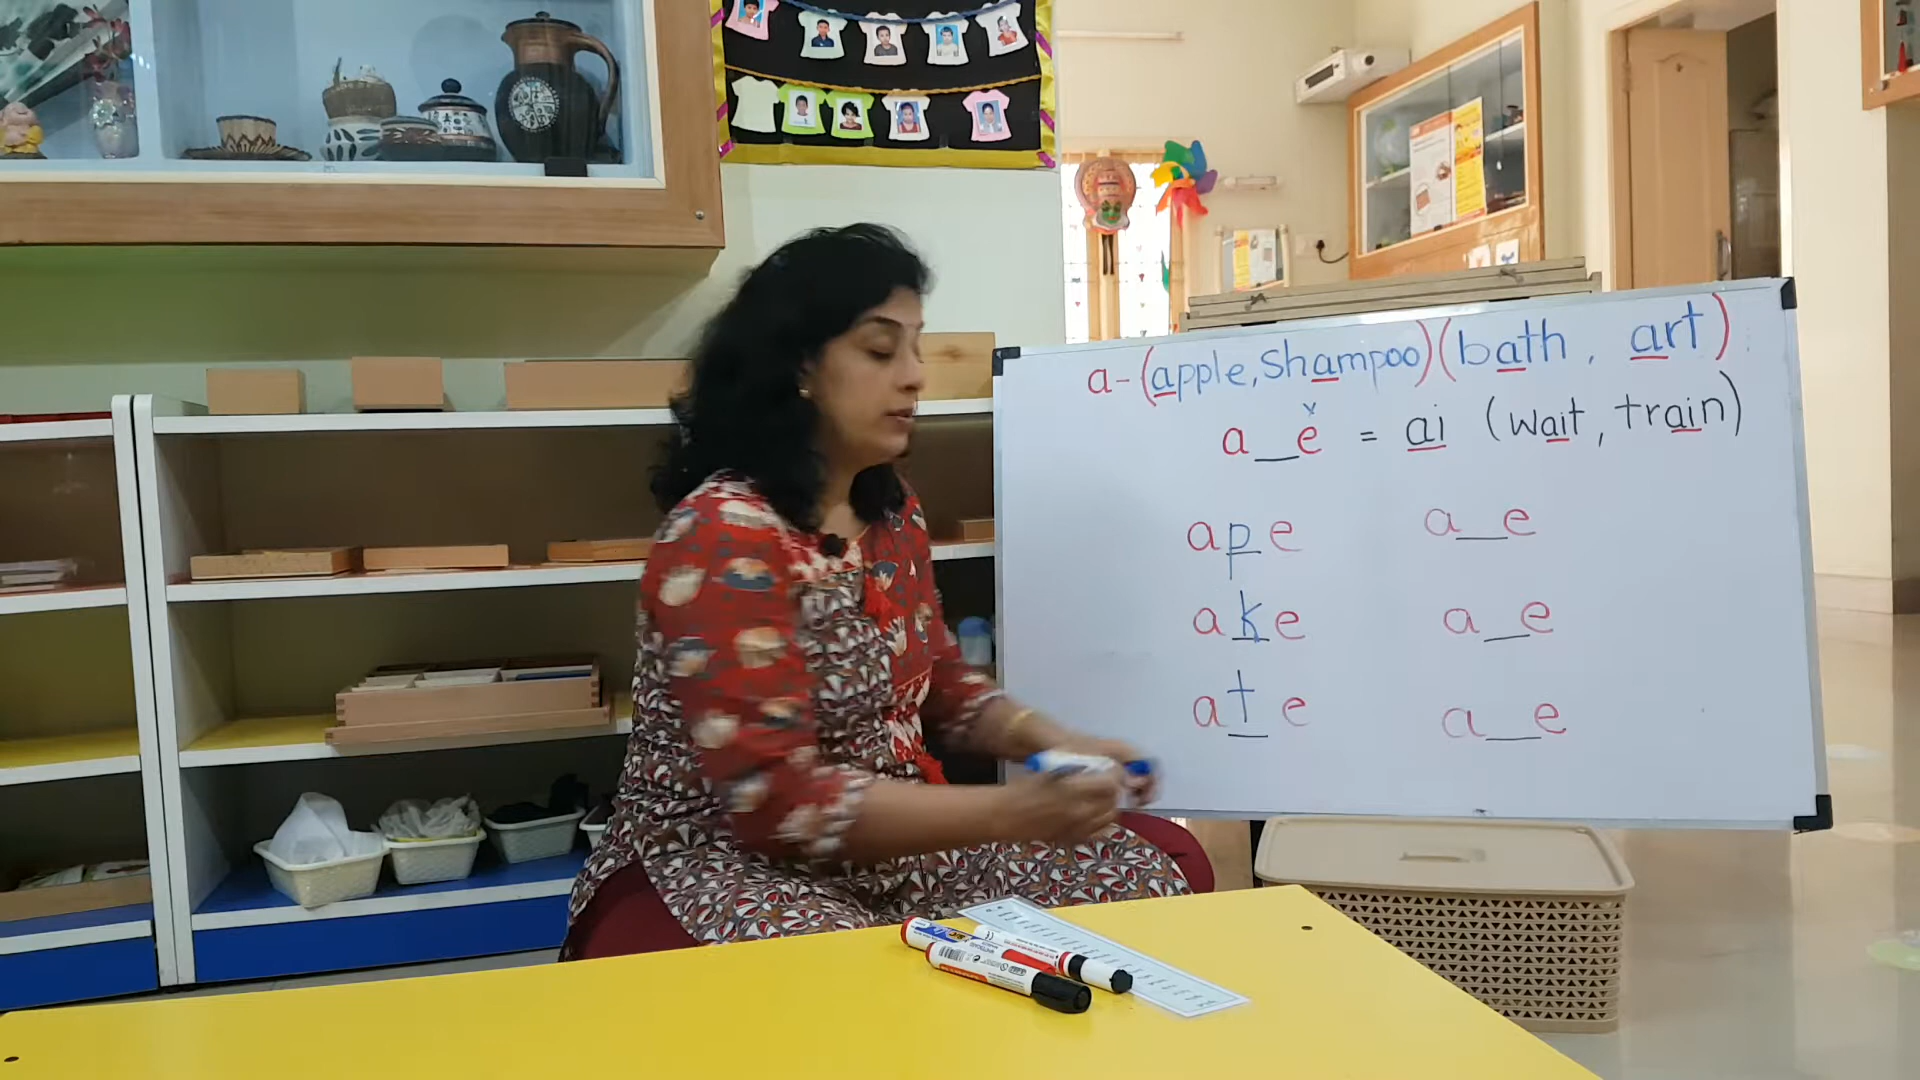 a - (apple, Shampoo) (bath , art)
a_e = ai (wait, train)
ape a_e
ake a_e
ate a_e